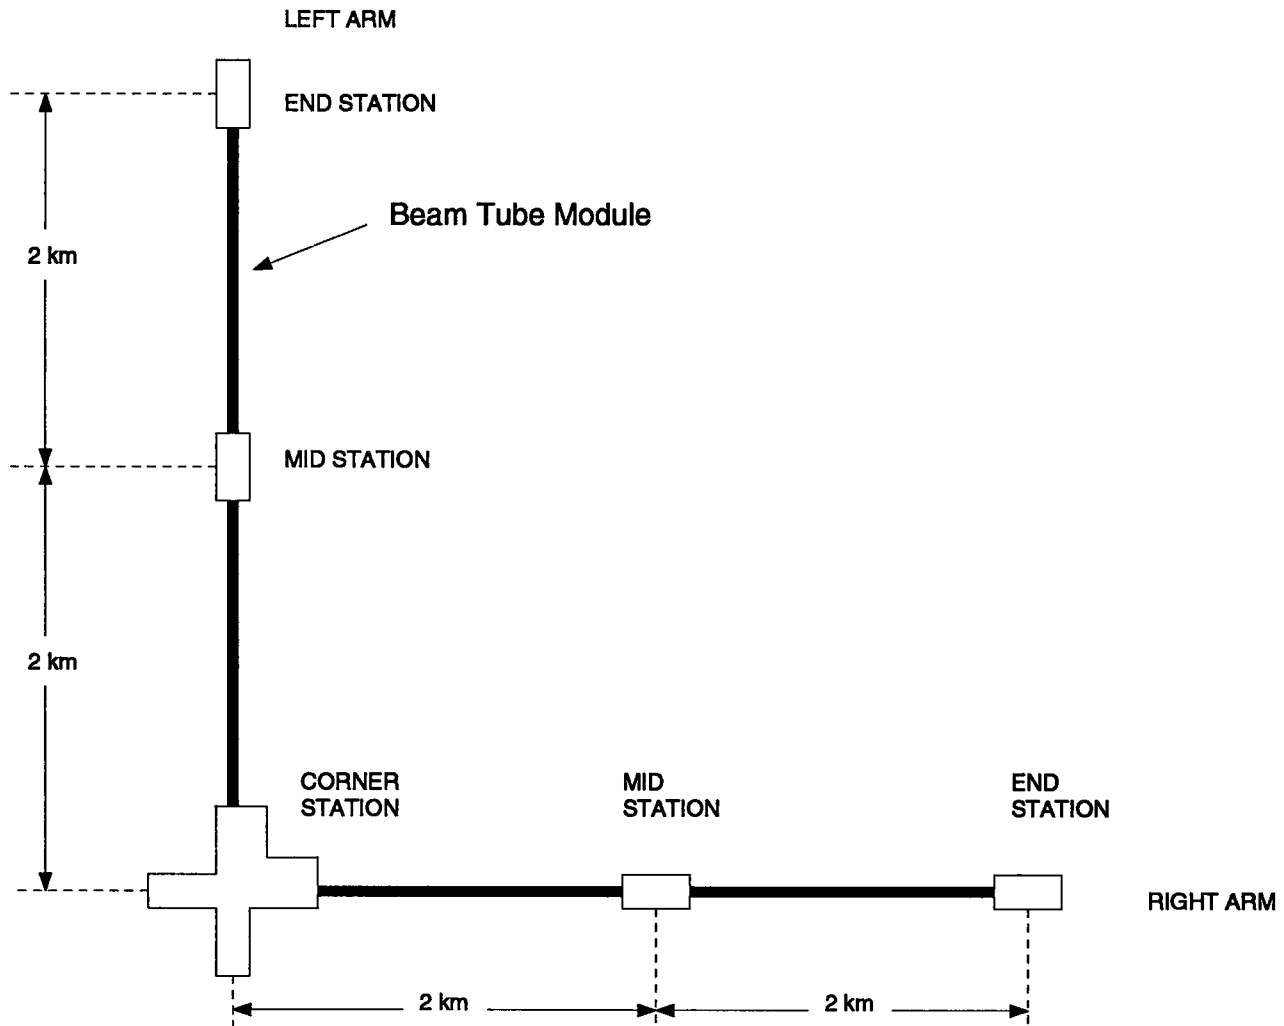 LEFT ARM
END STATION
Beam Tube Module
2 km
MID STATION
2 km
CORNER
STATION
MID
STATION
END
STATION
RIGHT ARM
2 km
2 km